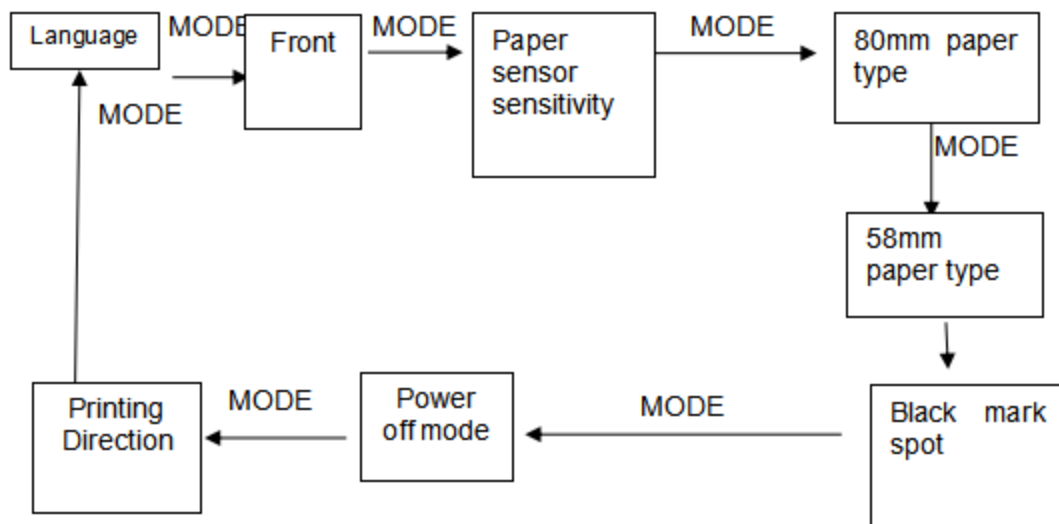 Language
MODE
Front
MODE
Paper
sensor
sensitivity
MODE
80mm paper
type
MODE
MODE
58mm
paper type
Printing
Direction
MODE
Power
off mode
MODE
Black mark
spot